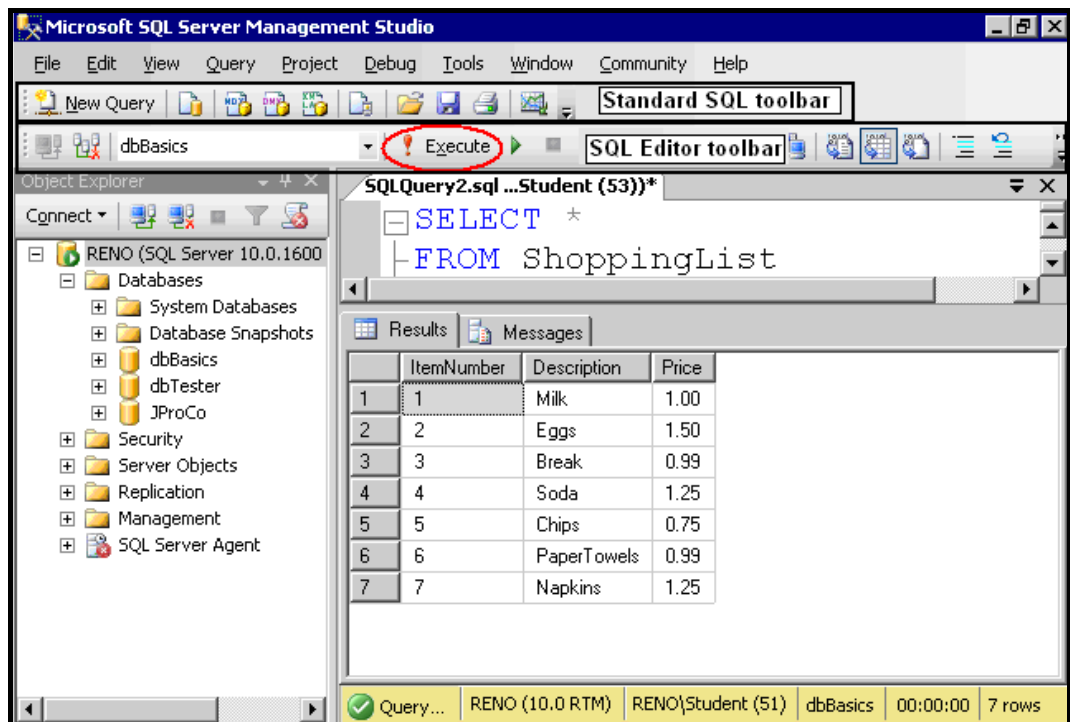 Microsoft SQL Server Management Studio
File Edit View Query Project Debug Tools Window Community Help
New Query Standard SQL toolbar
dbBasics Execute SQL Editor toolbar
Object Explorer
SQLQuery2.sql ...Student (53))*
Connect
SELECT *
FROM ShoppingList
RENO (SQL Server 10.0.1600
Databases
System Databases
Database Snapshots
dbBasics
dbTester
JProCo
Security
Server Objects
Replication
Management
SQL Server Agent
Results Messages
ItemNumber Description Price
1 1 Milk 1.00
2 2 Eggs 1.50
3 3 Break 0.99
4 4 Soda 1.25
5 5 Chips 0.75
6 6 PaperTowels 0.99
7 7 Napkins 1.25
Query... RENO (10.0 RTM) RENO\Student (51) dbBasics 00:00:00 7 rows